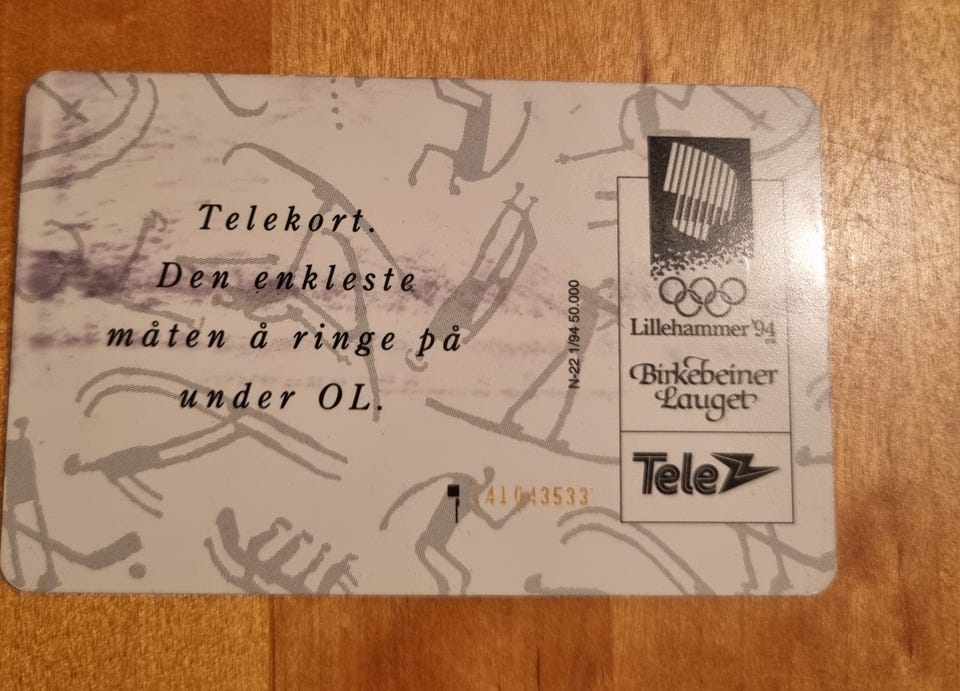 Telekort.
Den enkleste
måten å ringe på
under OL.
N-22 1/94 50.000
41043533
Lillehammer '94
Birkebeiner
Lauget
Tele